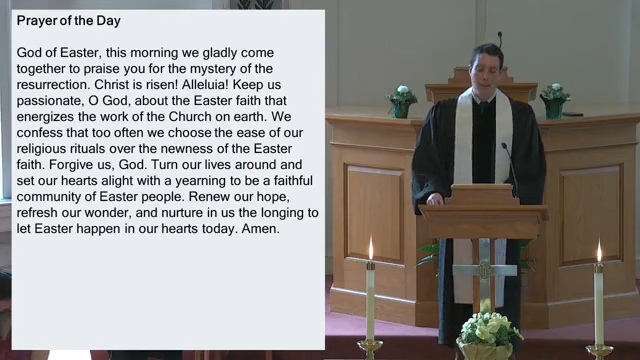 Prayer of the Day
God of Easter, this morning we gladly come
together to praise you for the mystery of the
resurrection. Christ is risen! Alleluia! Keep us
passionate, O God, about the Easter faith that
energizes the work of the Church on earth. We
confess that too often we choose the ease of our
religious rituals over the newness of the Easter
faith. Forgive us, God. Turn our lives around and
set our hearts alight with a yearning to be a faithful
community of Easter people. Renew our hope,
refresh our wonder, and nurture in us the longing to
let Easter happen in our hearts today. Amen.